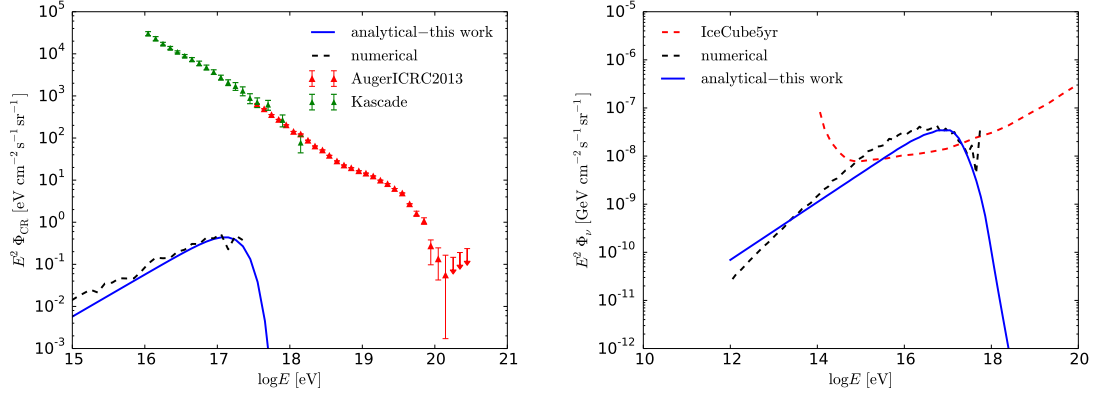 10^5
10^4
10^3
10^2
10^1
10^0
10^-1
10^-2
10^-3
E^2 Φ_CR [eV cm^-2 s^-1 sr^-1]
analytical−this work
numerical
AugerICRC2013
Kascade
15 16 17 18 19 20 21
logE [eV]
10^-5
10^-6
10^-7
10^-8
10^-9
10^-10
10^-11
10^-12
E^2 Φ_ν [GeV cm^-2 s^-1 sr^-1]
IceCube5yr
numerical
analytical−this work
10 12 14 16 18 20
logE [eV]